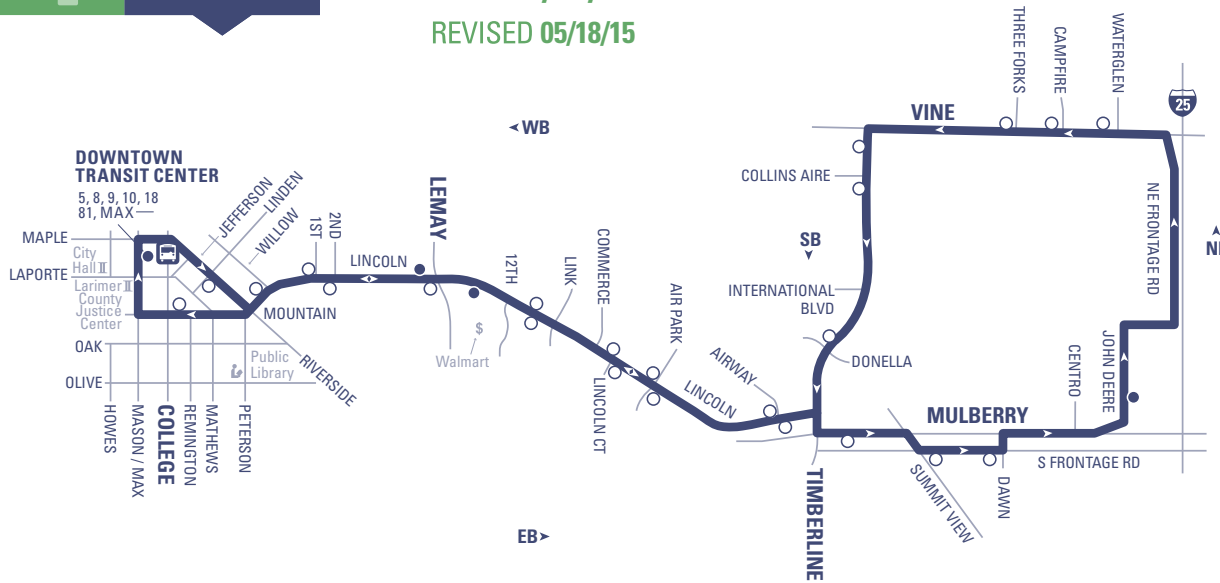 REVISED 05/18/15
THREE FORKS
CAMPFIRE
WATERGLEN
25
VINE
◄ WB
DOWNTOWN
TRANSIT CENTER
5, 8, 9, 10, 18
81, MAX
JEFFERSON
LINDEN
WILLOW
1ST
2ND
LEMAY
COLLINS AIRE
NE FRONTAGE RD
MAPLE
City
Hall
LAPORTE
Larimer
County
Justice
Center
LINCOLN
12TH
LINK
COMMERCE
SB
INTERNATIONAL
BLVD
AIR PARK
MOUNTAIN
$
Walmart
OAK
Public
Library
OLIVE
RIVERSIDE
AIRWAY
DONELLA
CENTRO
JOHN DEERE
HOWES
MASON / MAX
COLLEGE
REMINGTON
MATHEWS
PETERSON
LINCOLN CT
LINCOLN
MULBERRY
S FRONTAGE RD
TIMBERLINE
SUMMIT VIEW
DAWN
EB ►